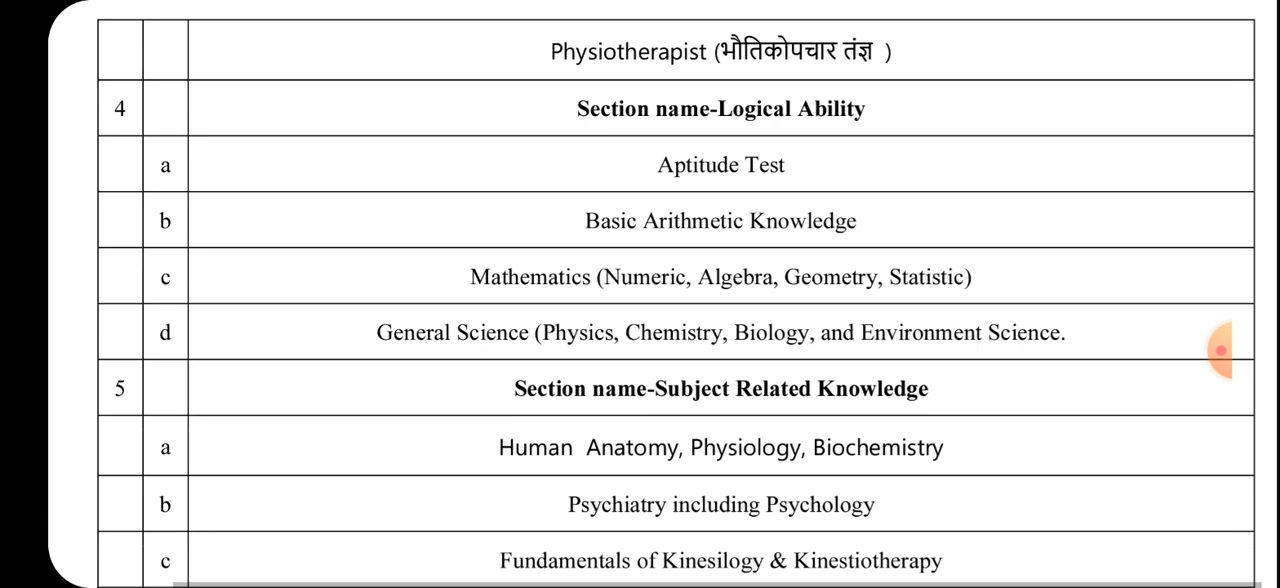 Physiotherapist (भौतिकोपचार तंज्ञ )
4 Section name-Logical Ability
a Aptitude Test
b Basic Arithmetic Knowledge
c Mathematics (Numeric, Algebra, Geometry, Statistic)
d General Science (Physics, Chemistry, Biology, and Environment Science.
5 Section name-Subject Related Knowledge
a Human Anatomy, Physiology, Biochemistry
b Psychiatry including Psychology
c Fundamentals of Kinesilogy & Kinestiotherapy